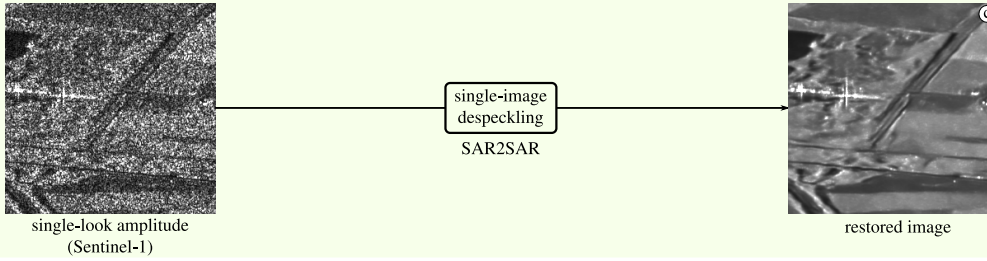 single-image
despeckling
SAR2SAR
single-look amplitude
(Sentinel-1)
restored image